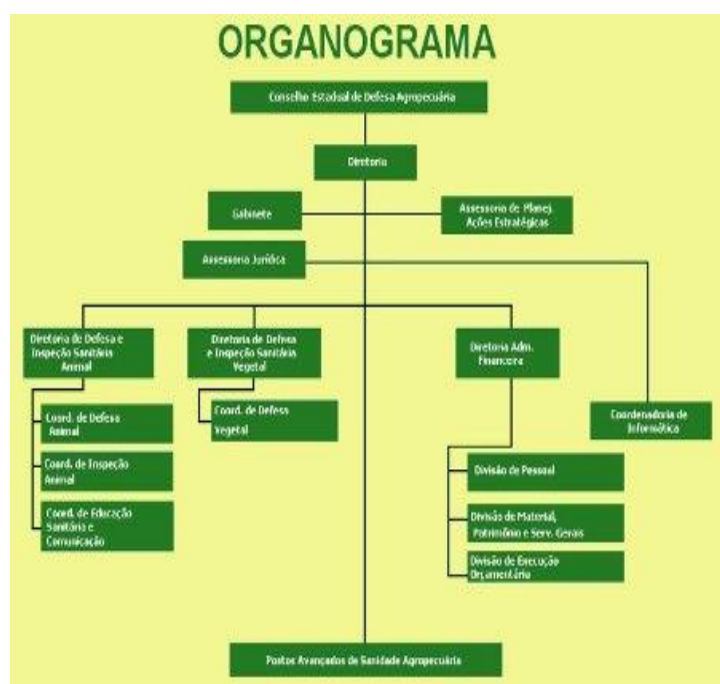 ORGANOGRAMA
Conselho Estadual de Defesa Agropecuária
Diretoria
Gabinete
Assessoria de Planej.
Ações Estratégicas
Assessoria Jurídica
Diretoria de Defesa e
Inspeção Sanitária
Animal
Diretoria de Defesa
e Inspeção Sanitária
Vegetal
Diretoria Adm.
Financeira
Coord. de Defesa
Animal
Coord. de Defesa
Vegetal
Coordenadoria de
Informática
Coord. de Inspeção
Animal
Divisão de Pessoal
Coord. de Educação
Sanitária e
Comunicação
Divisão de Material,
Patrimônio e Serv. Gerais
Divisão de Execução
Orçamentária
Postos Avançados de Sanidade Agropecuária